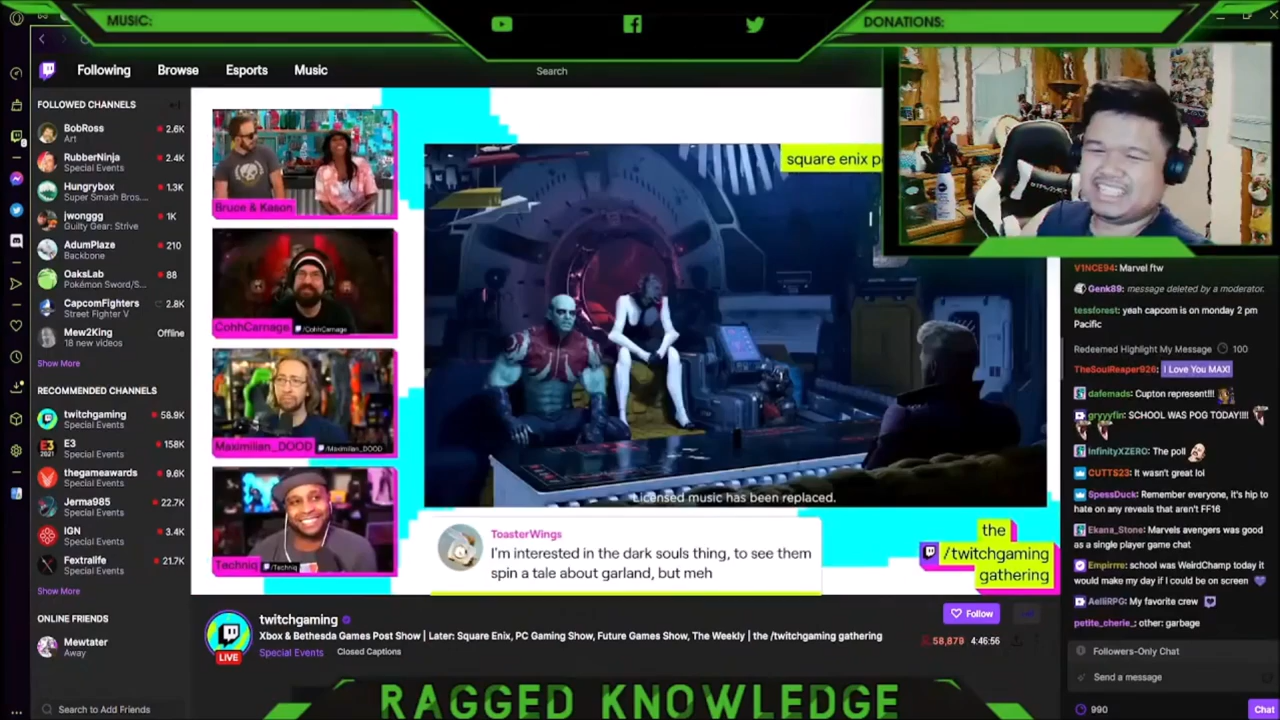 MUSIC:
DONATIONS:
Following
Browse
Esports
Music
Search
FOLLOWED CHANNELS
BobRoss
2.6K
Art
RubberNinja
2.4K
Special Events
Hungrybox
1.3K
Super Smash Bros....
jwonggg
1K
Guilty Gear: Strive
AdumPlaze
210
Backbone
OaksLab
88
Pokémon Sword/S...
CapcomFighters
2.8K
Street Fighter V
Mew2King
Offline
18 new videos
Show More
RECOMMENDED CHANNELS
twitchgaming
58.9K
Special Events
E3
158K
Special Events
thegameawards
9.6K
Special Events
Jerma985
22.7K
Special Events
IGN
3.4K
Special Events
Fextralife
21.7K
Special Events
Show More
ONLINE FRIENDS
Mewtater
Away
Search to Add Friends
Bruce & Kason
CohhCarnage
/CohhCarnage
Maximilian_DOOD
/Maximilian_DOOD
Techniq
/Techniq
square enix p
Licensed music has been replaced.
ToasterWings
I'm interested in the dark souls thing, to see them
spin a tale about garland, but meh
the
/twitchgaming
gathering
twitchgaming
Follow
Xbox & Bethesda Games Post Show | Later: Square Enix, PC Gaming Show, Future Games Show, The Weekly | the /twitchgaming gathering
58,879
4:46:56
LIVE
Special Events
Closed Captions
V1NCE94: Marvel ftw
Genk89: message deleted by a moderator.
tessforest: yeah capcom is on monday 2 pm
Pacific
Redeemed Highlight My Message 100
TheSoulReaper926: I Love You MAX!
dafemads: Cupton represent!!!
gryyyfin: SCHOOL WAS POG TODAY!!!!
InfinityXZERO: The poll
CUTTS23: It wasn't great lol
SpessDuck: Remember everyone, it's hip to
hate on any reveals that aren't FF16
Ekana_Stone: Marvels avengers was good
as a single player game chat
Empirrre: school was WeirdChamp today it
would make my day if I could be on screen
AelliRPG: My favorite crew
petite_cherie_: other: garbage
Followers-Only Chat
Send a message
990
Chat
RAGGED KNOWLEDGE